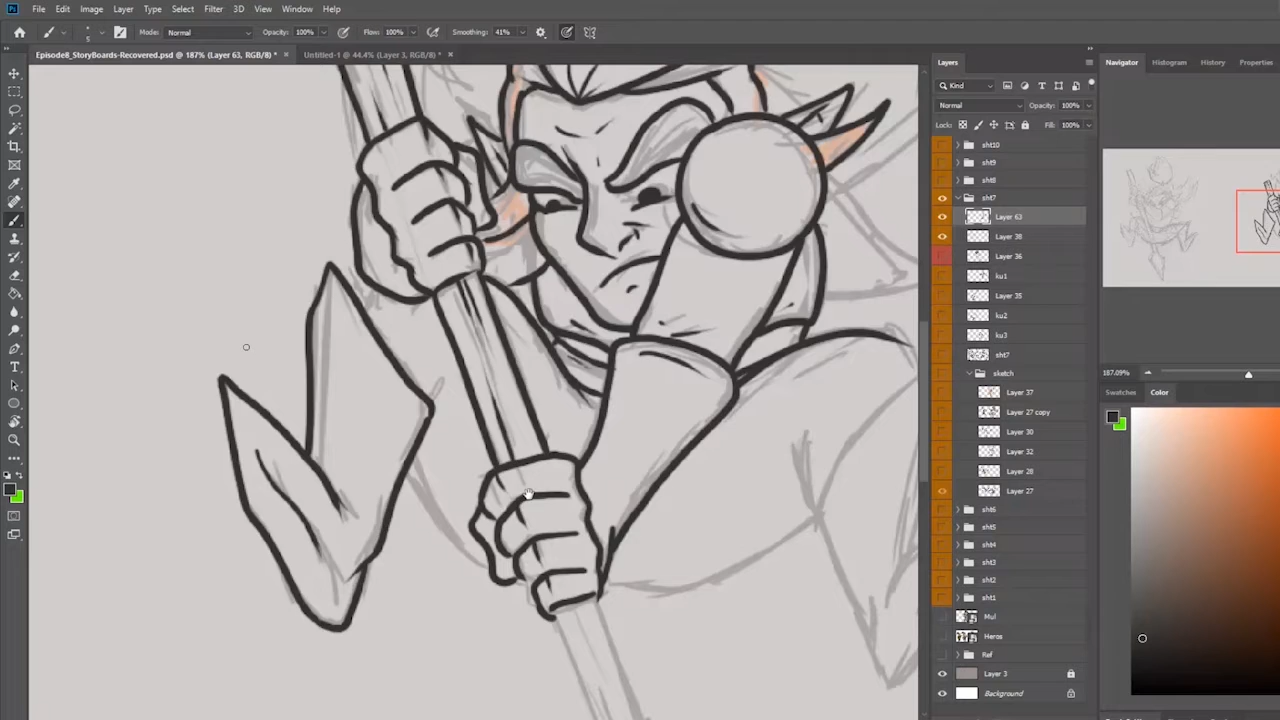 File Edit Image Layer Type Select Filter 3D View Window Help
5 Mode: Normal Opacity: 100% Flow: 100% Smoothing: 41%
Episode8_StoryBoards-Recovered.psd @ 187% (Layer 63, RGB/8) * × Untitled-1 @ 44.4% (Layer 3, RGB/8) * ×
Layers
Kind
Normal Opacity: 100%
Lock: Fill: 100%
sht10
sht9
sht8
sht7
Layer 63
Layer 38
Layer 36
ku1
Layer 35
ku2
ku3
sht7
sketch
Layer 37
Layer 27 copy
Layer 30
Layer 32
Layer 28
Layer 27
sht6
sht5
sht4
sht3
sht2
sht1
Mul
Heros
Ref
Layer 3
Background
Navigator Histogram History Properties
187.09%
Swatches Color